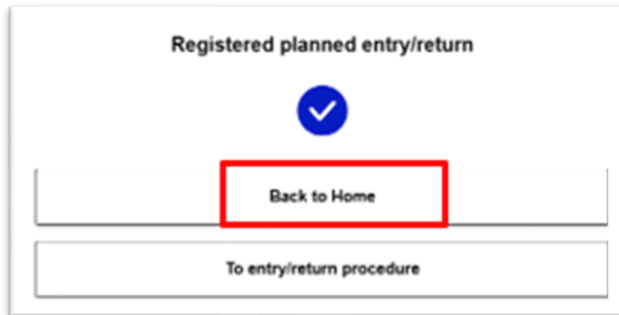 Registered planned entry/return
Back to Home
To entry/return procedure